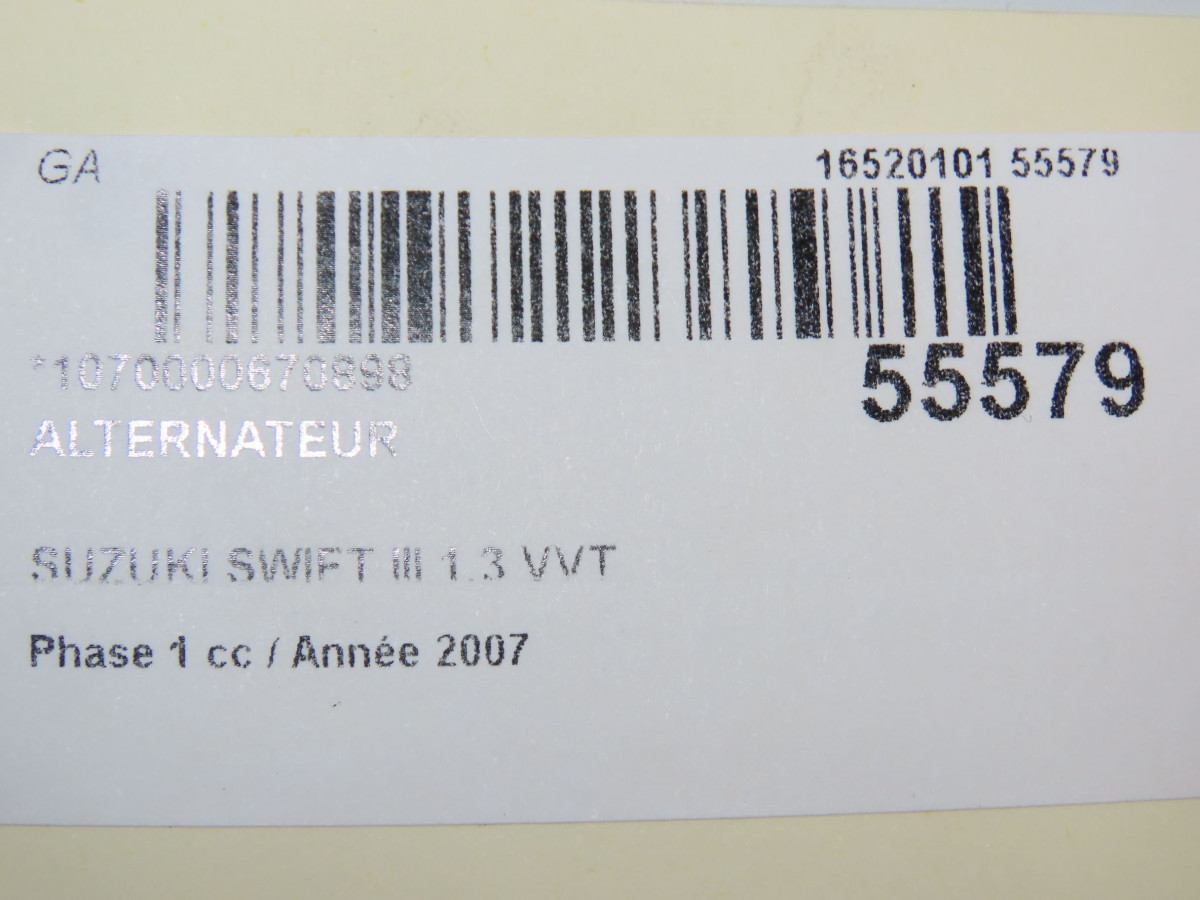 GA
16520101 55579
*1070000670898
55579
ALTERNATEUR
SUZUKI SWIFT III 1.3 VVT
Phase 1 cc / Année 2007